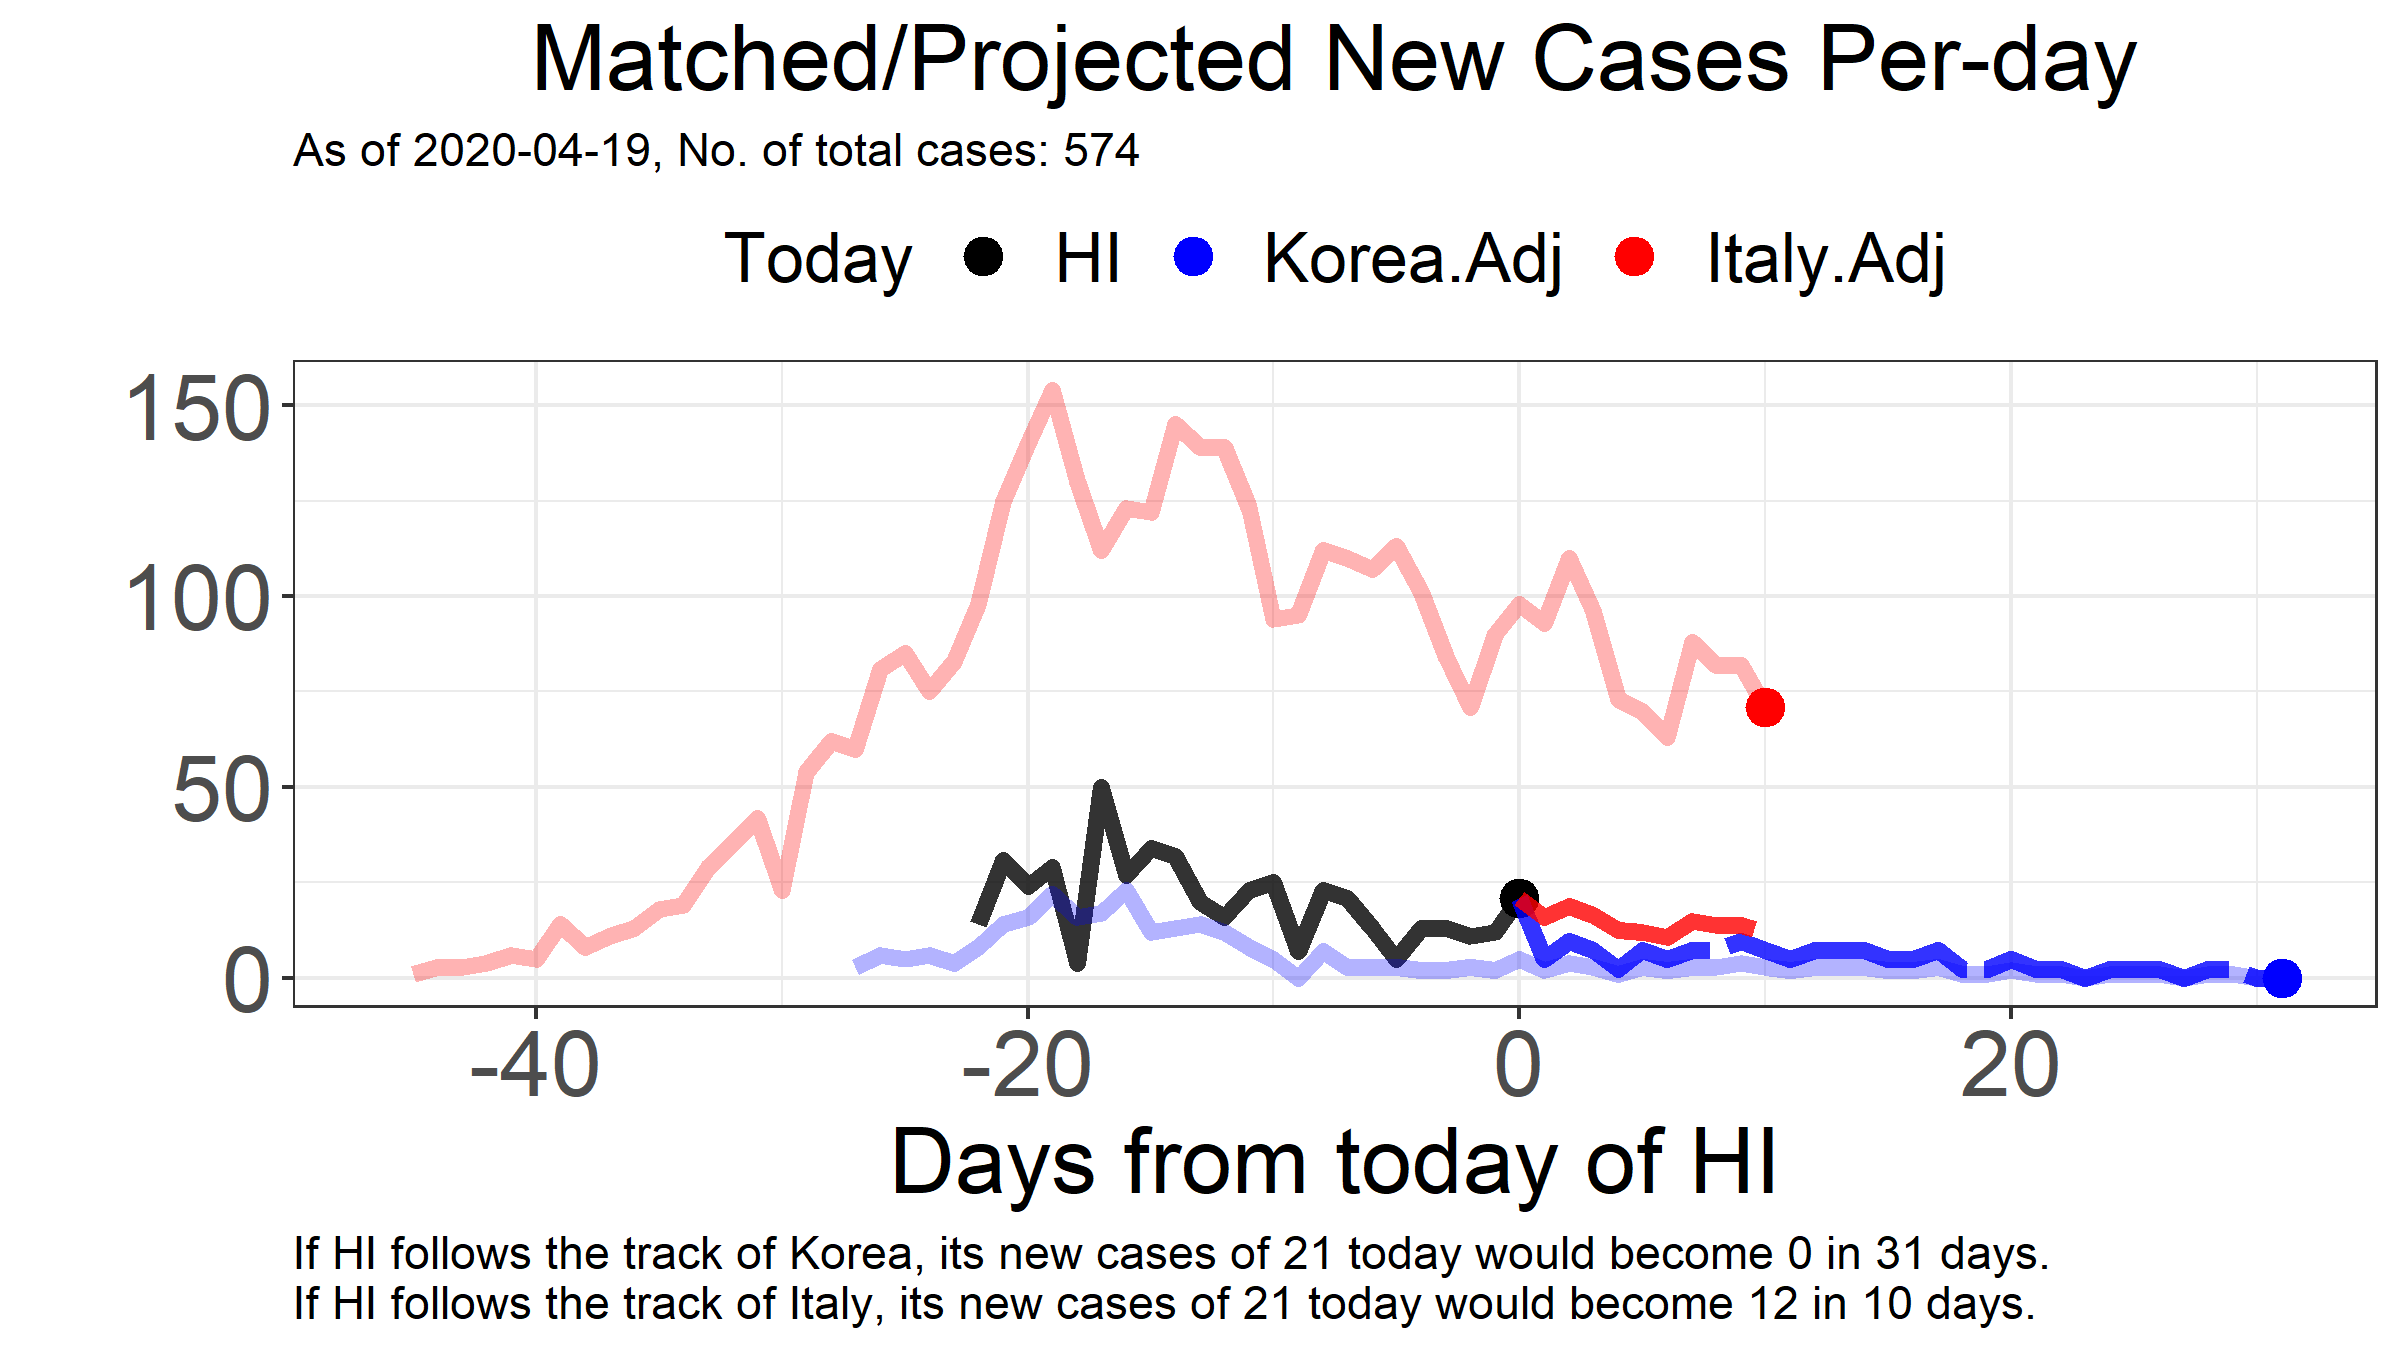 Matched/Projected New Cases Per-day
As of 2020-04-19, No. of total cases: 574
Today HI Korea.Adj Italy.Adj
150
100
50
0
-40 -20 0 20
Days from today of HI
If HI follows the track of Korea, its new cases of 21 today would become 0 in 31 days.
If HI follows the track of Italy, its new cases of 21 today would become 12 in 10 days.